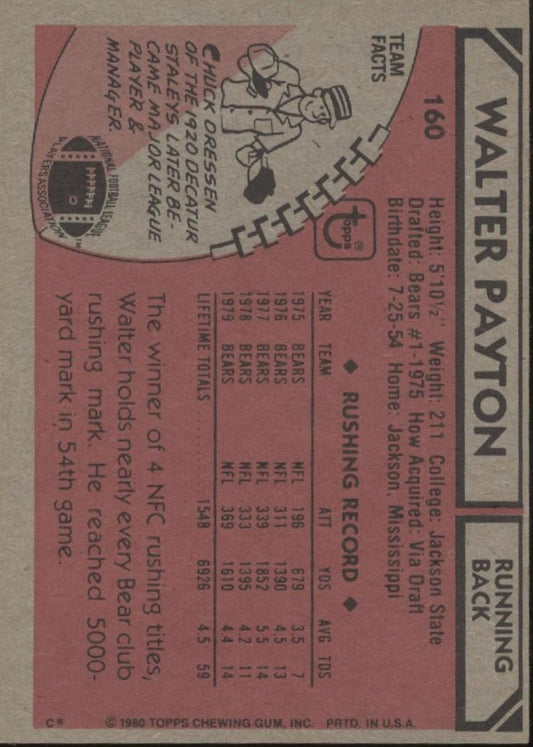 WALTER PAYTON
RUNNING
BACK
160
Height: 5'10½" Weight: 211 College: Jackson State
Drafted: Bears #1-1975 How Acquired: Via Draft
Birthdate: 7-25-54 Home: Jackson, Mississippi
TEAM
FACTS
CHUCK DRESSEN
OF THE 1920 DECATUR
STALEYS LATER BE-
CAME MAJOR LEAGUE
PLAYER &
MANAGER.
NATIONAL FOOTBALL LEAGUE
PLAYERS ASSOCIATION
TM
Topps®
◆ RUSHING RECORD ◆
YEAR TEAM ATT YDS AVG TDS
1975 BEARS NFL 196 679 3.5 7
1976 BEARS NFL 311 1390 4.5 13
1977 BEARS NFL 339 1852 5.5 14
1978 BEARS NFL 333 1395 4.2 11
1979 BEARS NFL 369 1610 4.4 14
LIFETIME TOTALS ........ 1548 6926 4.5 59
The winner of 4 NFC rushing titles,
Walter holds nearly every Bear club
rushing mark. He reached 5000-
yard mark in 54th game.
C* © 1980 TOPPS CHEWING GUM, INC. PRTD. IN U.S.A.